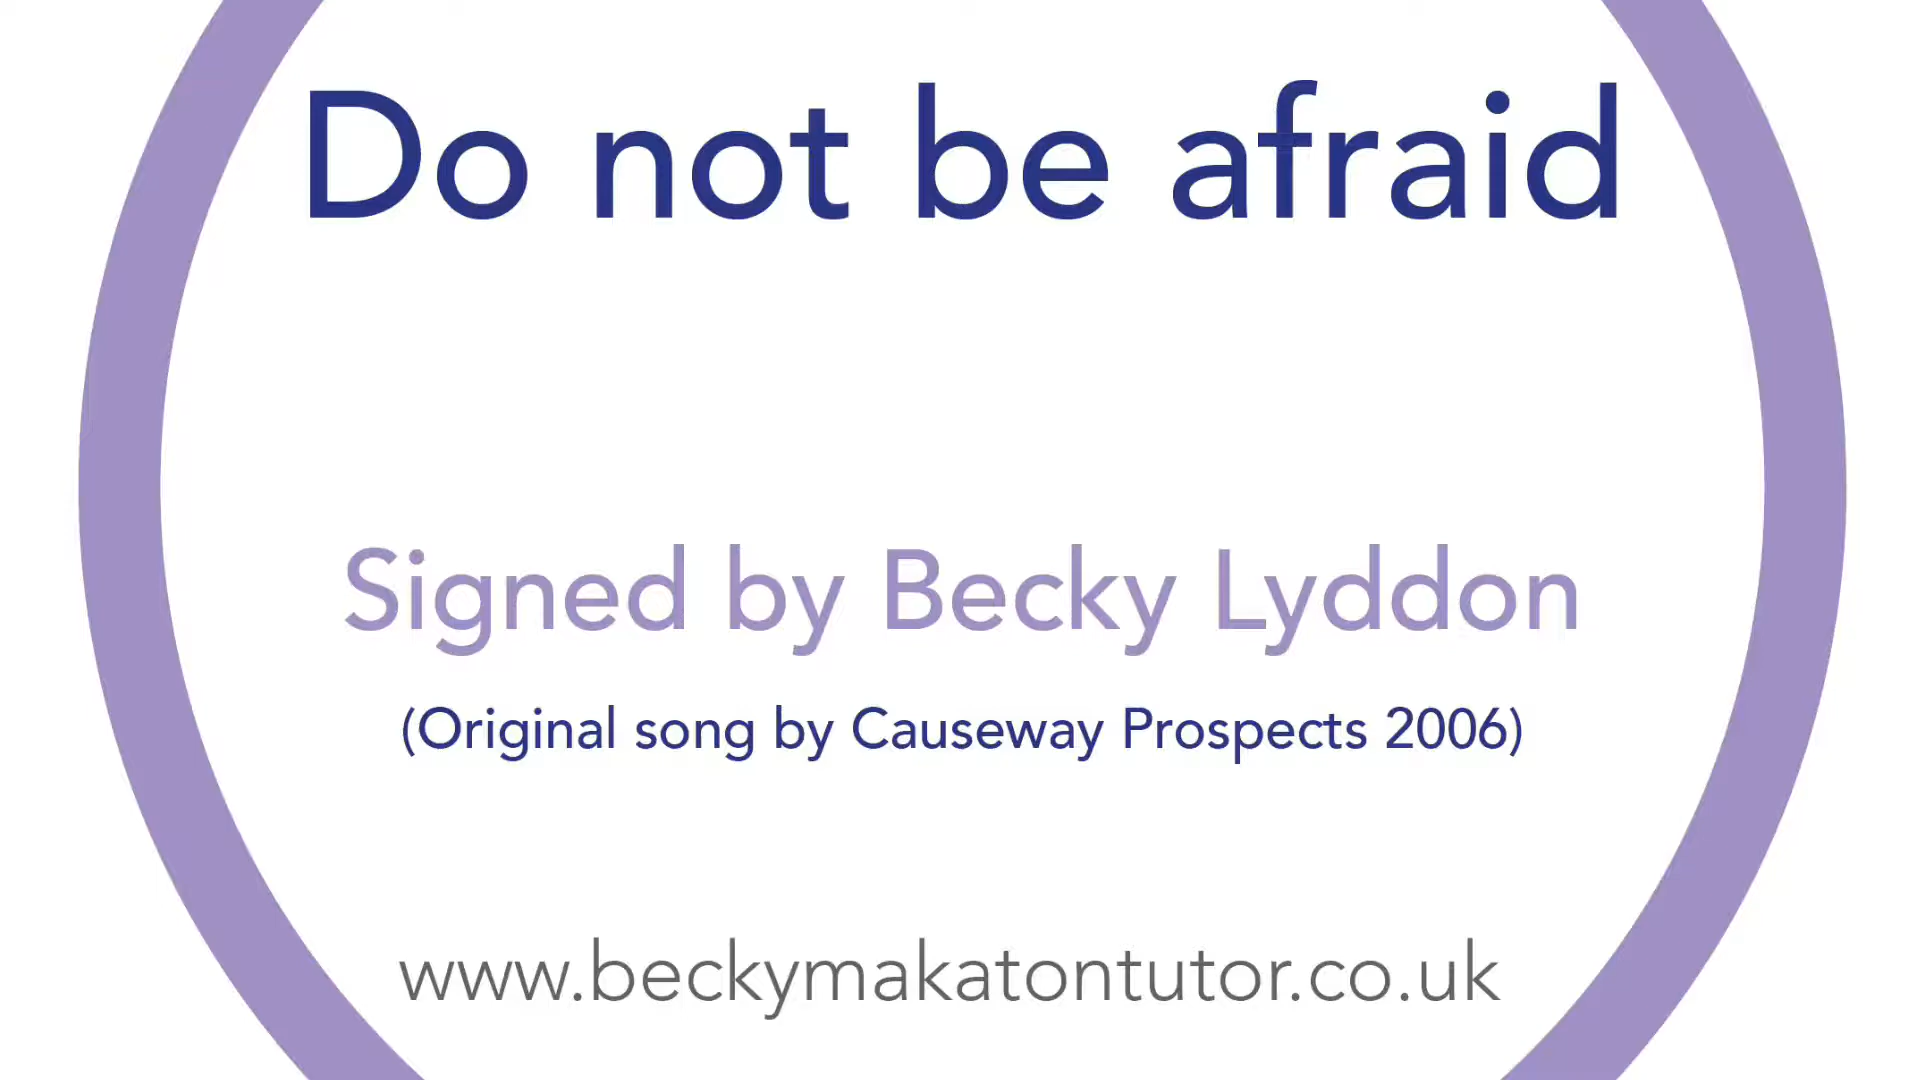 Do not be afraid
Signed by Becky Lyddon
(Original song by Causeway Prospects 2006)
www.beckymakatontutor.co.uk